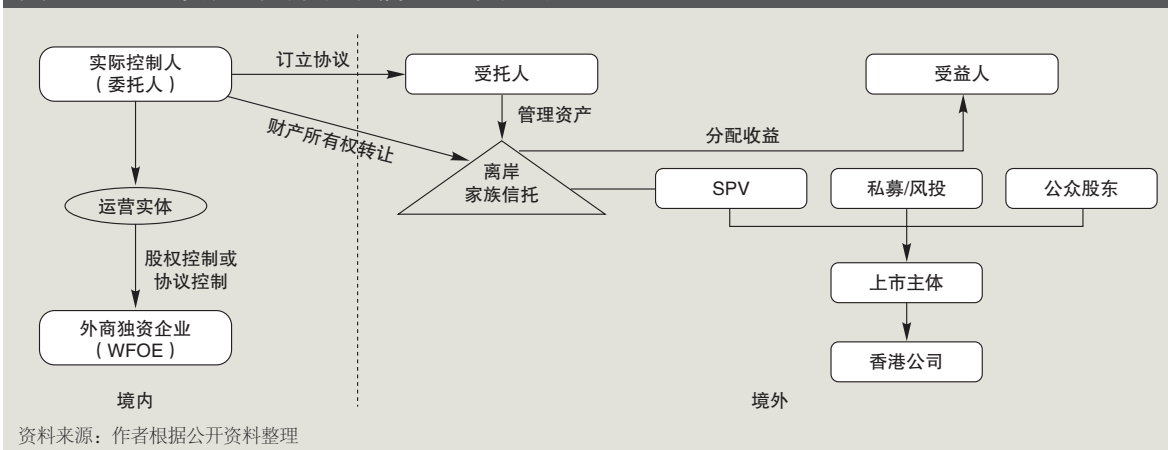 实际控制人
（委托人）
订立协议
受托人
受益人
管理资产
财产所有权转让
分配收益
离岸
家族信托
SPV
私募/风投
公众股东
运营实体
股权控制或
协议控制
上市主体
外商独资企业
（WFOE）
香港公司
境内
境外
资料来源：作者根据公开资料整理